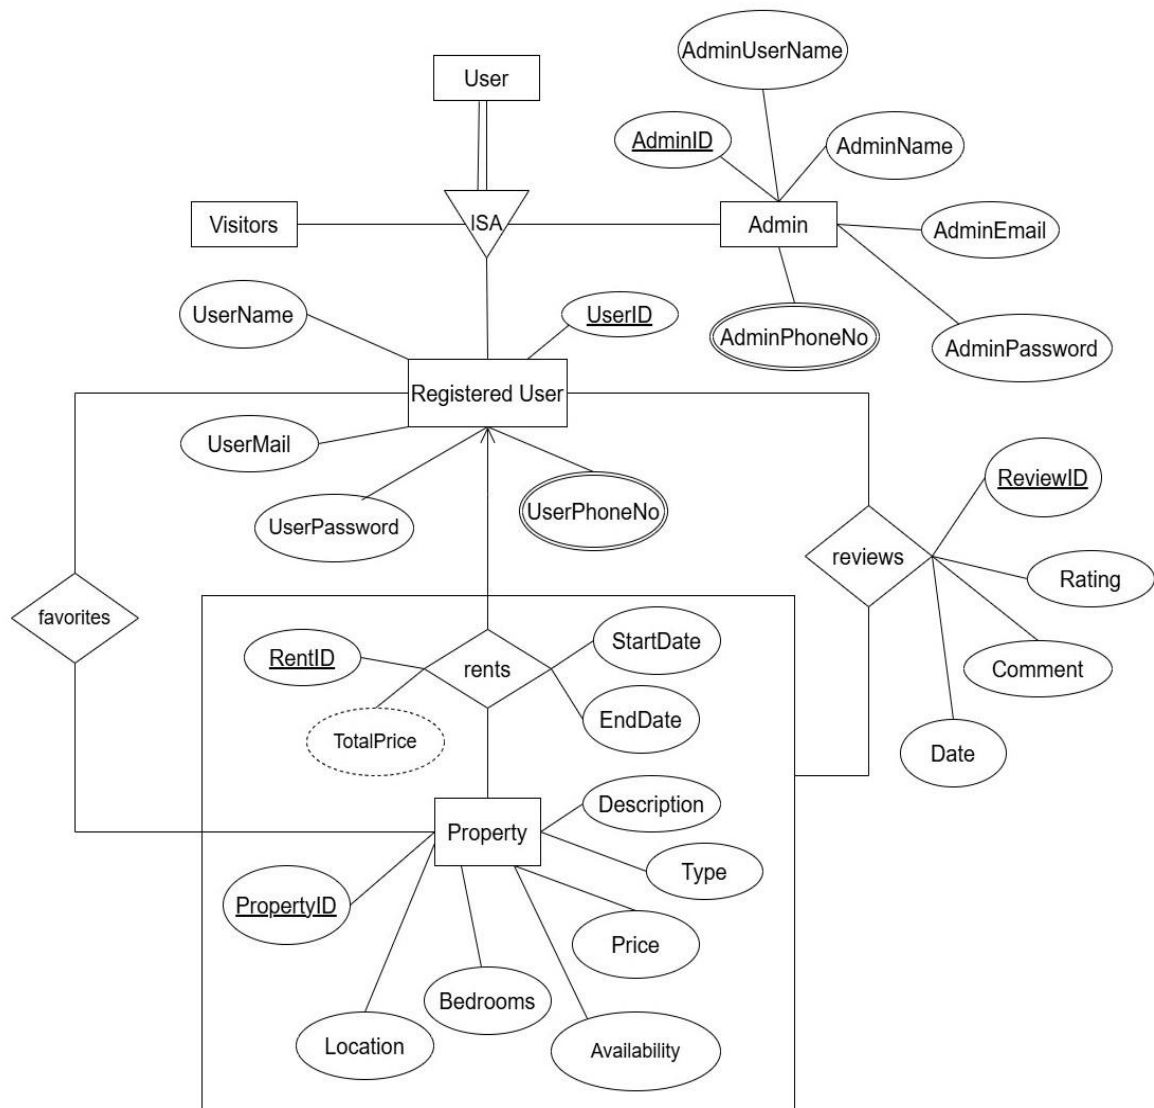 User
AdminUserName
AdminID
AdminName
Visitors
ISA
Admin
AdminEmail
UserName
UserID
AdminPhoneNo
AdminPassword
Registered User
UserMail
UserPassword
UserPhoneNo
ReviewID
reviews
Rating
favorites
RentID
rents
StartDate
Comment
EndDate
TotalPrice
Date
Description
Property
Type
PropertyID
Price
Bedrooms
Location
Availability